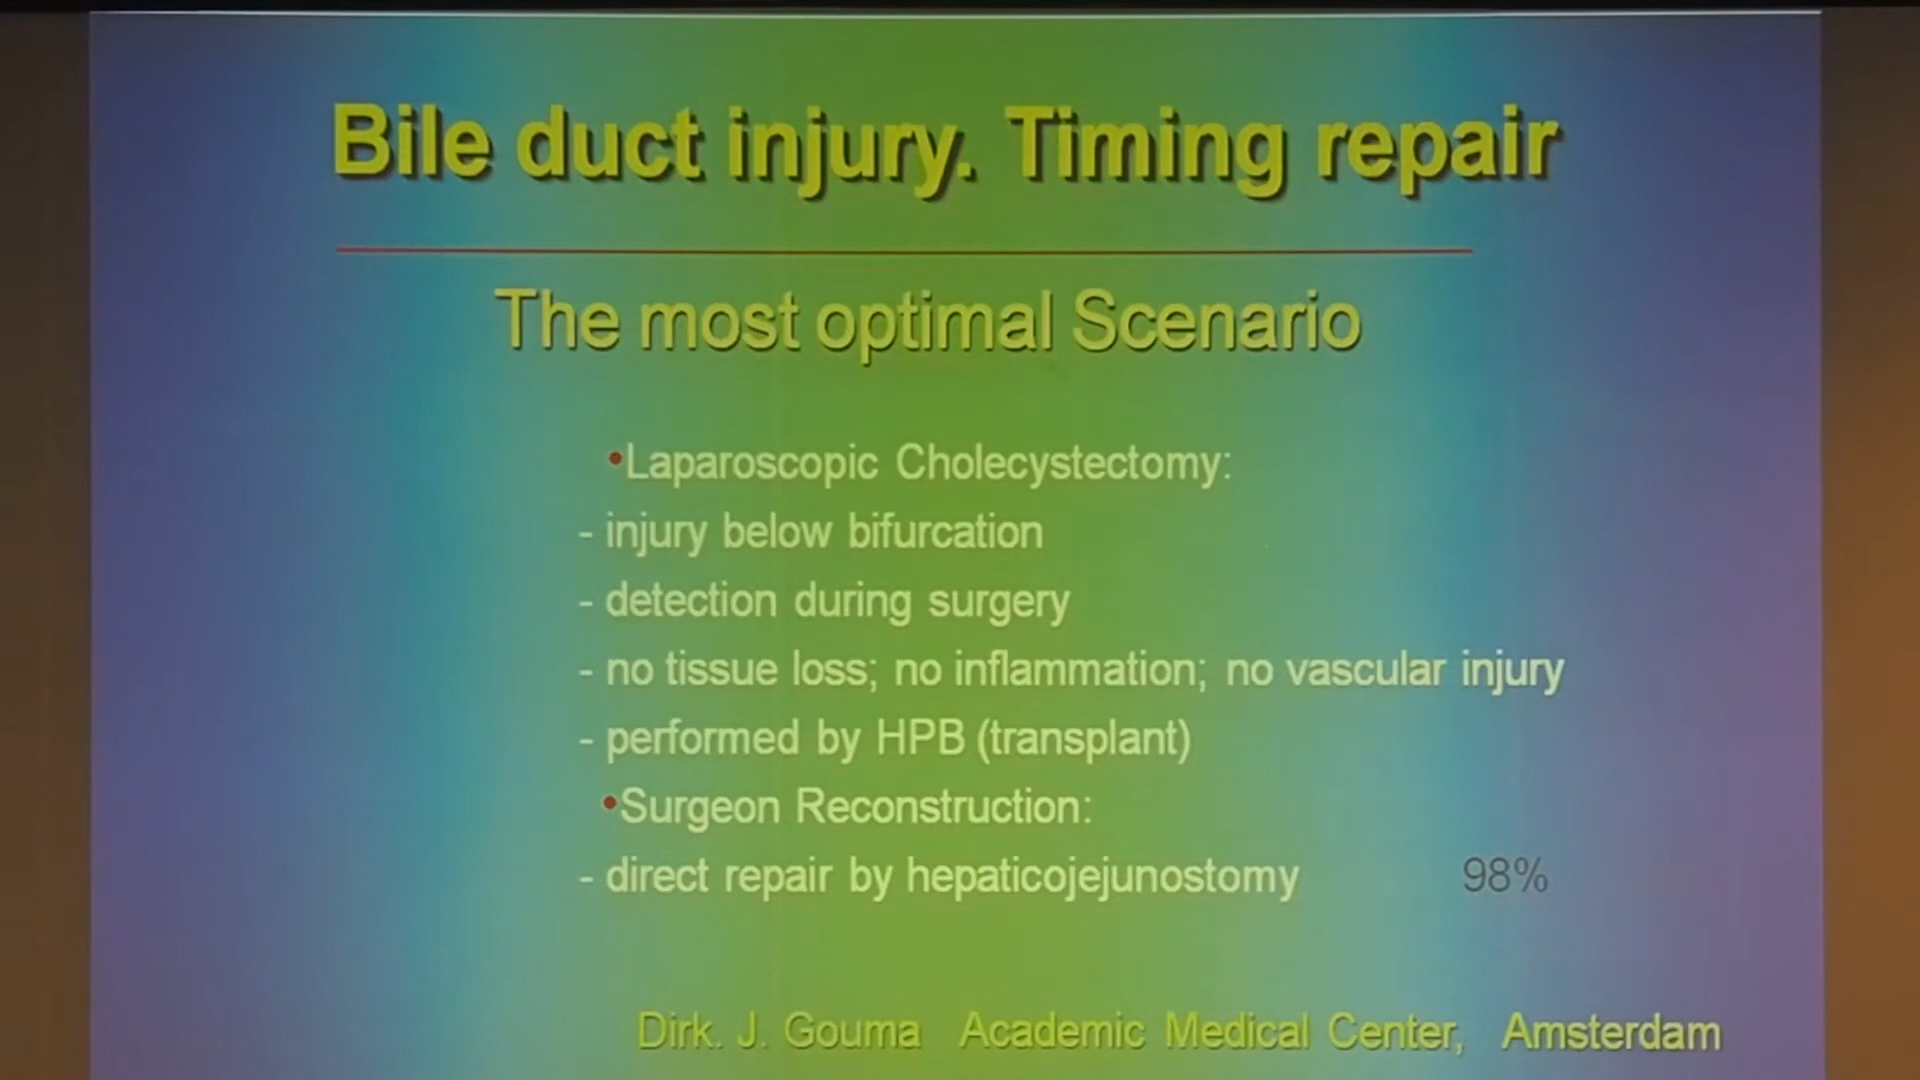 Bile duct injury. Timing repair
The most optimal Scenario
•Laparoscopic Cholecystectomy:
- injury below bifurcation
- detection during surgery
- no tissue loss; no inflammation; no vascular injury
- performed by HPB (transplant)
•Surgeon Reconstruction:
- direct repair by hepaticojejunostomy 98%
Dirk. J. Gouma Academic Medical Center, Amsterdam